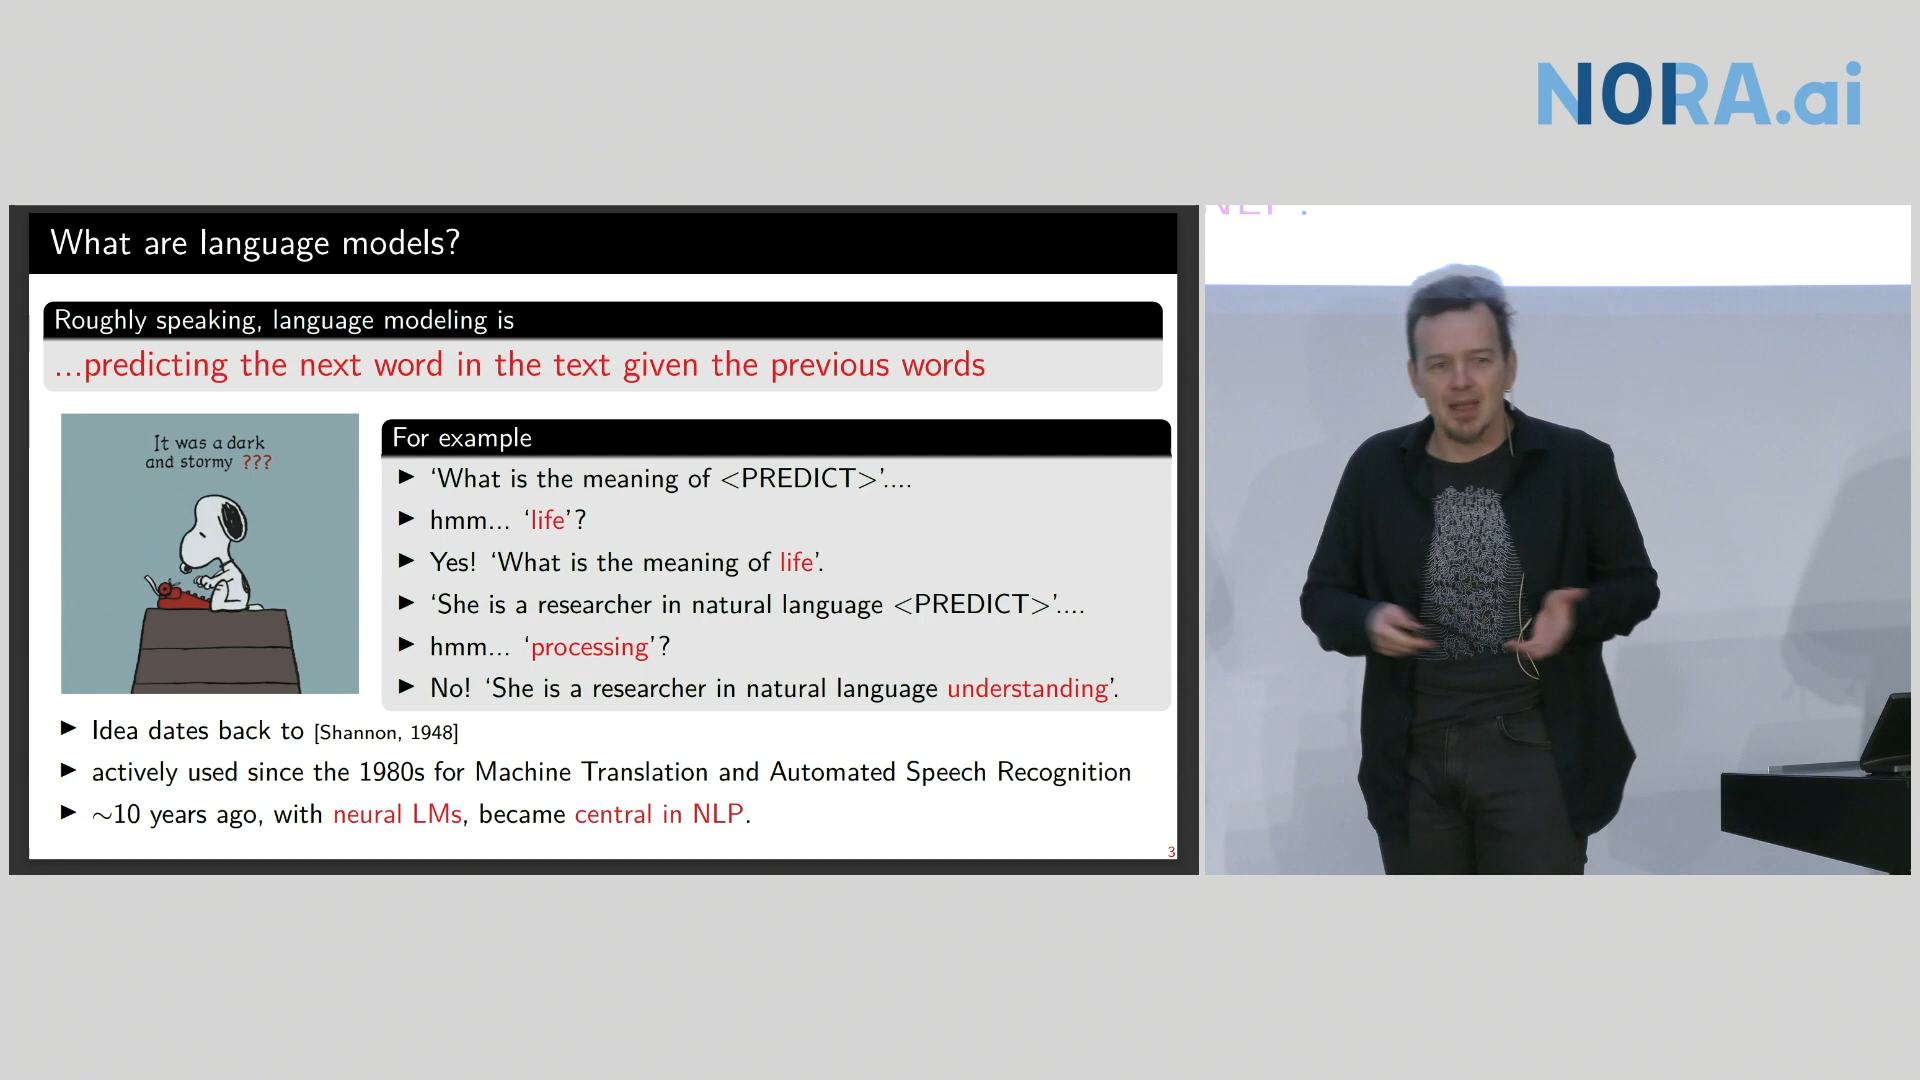 NORA.ai
What are language models?
Roughly speaking, language modeling is
...predicting the next word in the text given the previous words
It was a dark
and stormy ???
For example
► ‘What is the meaning of <PREDICT>’....
► hmm... ‘life’?
► Yes! ‘What is the meaning of life’.
► ‘She is a researcher in natural language <PREDICT>’....
► hmm... ‘processing’?
► No! ‘She is a researcher in natural language understanding’.
► Idea dates back to [Shannon, 1948]
► actively used since the 1980s for Machine Translation and Automated Speech Recognition
► ~10 years ago, with neural LMs, became central in NLP.
3